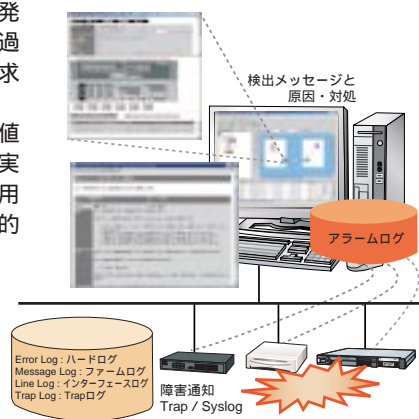 発
過
求
値
実
用
的
検出メッセージと
原因・対処
アラームログ
Error Log : ハードログ
Message Log : ファームログ
Line Log : インターフェースログ
Trap Log : Trapログ
障害通知
Trap / Syslog